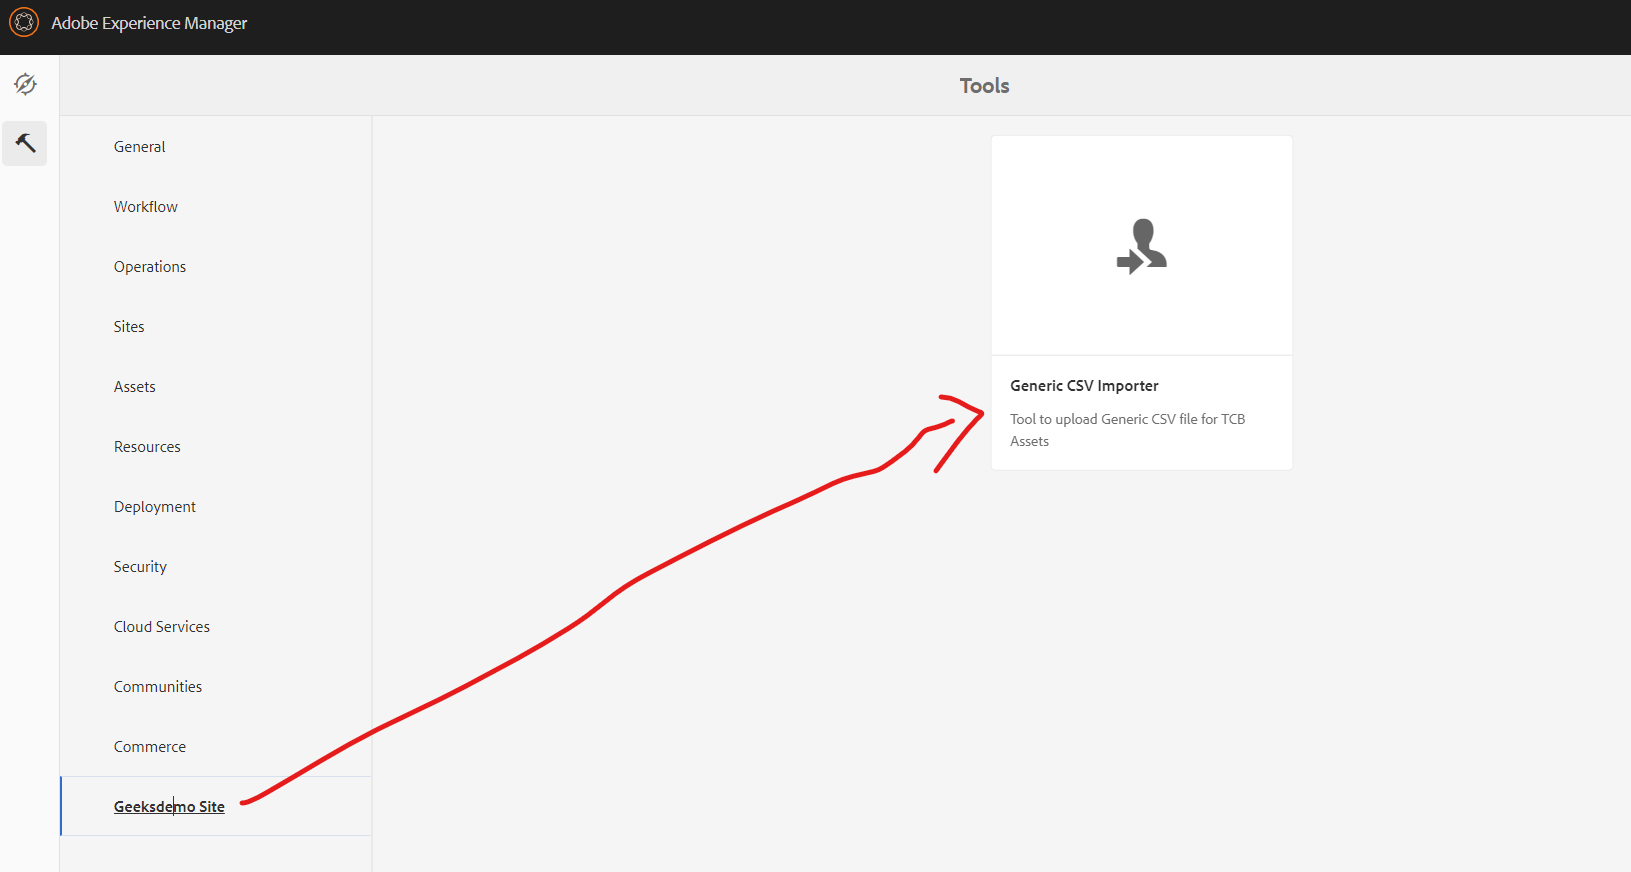 Adobe Experience Manager
Tools
General
Workflow
Operations
Sites
Assets
Resources
Deployment
Security
Cloud Services
Communities
Commerce
Geeksdemo Site
Generic CSV Importer
Tool to upload Generic CSV file for TCB
Assets